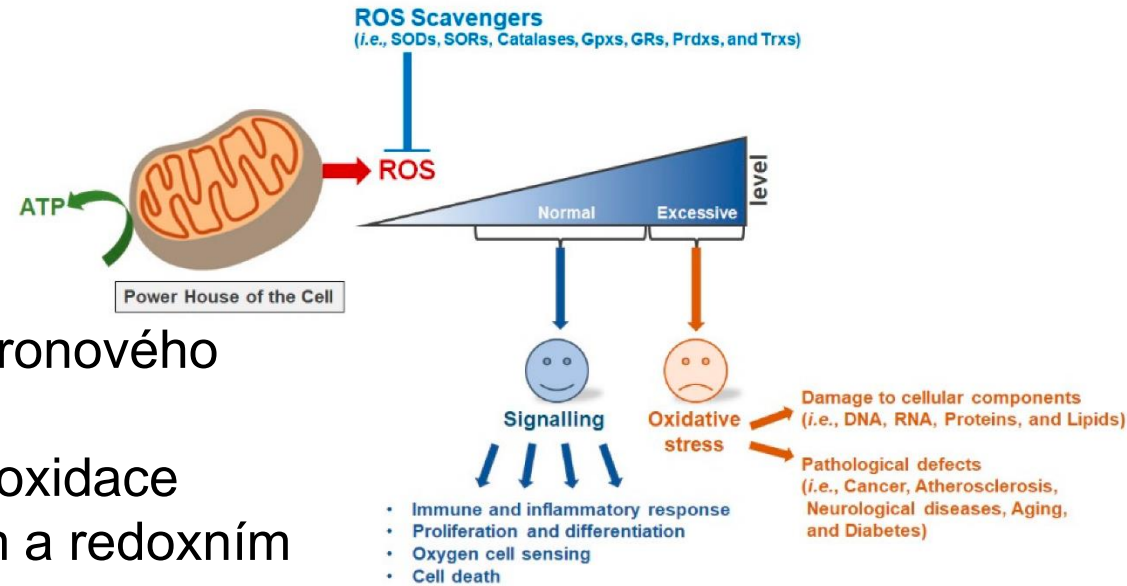 ROS Scavengers
(i.e., SODs, SORs, Catalases, Gpxs, GRs, Prdxs, and Trxs)
ROS
ATP
level
Normal
Excessive
Power House of the Cell
ronového
oxidace
a redoxním
Signalling
Oxidative
stress
Damage to cellular components
(i.e., DNA, RNA, Proteins, and Lipids)
Pathological defects
(i.e., Cancer, Atherosclerosis,
Neurological diseases, Aging,
and Diabetes)
• Immune and inflammatory response
• Proliferation and differentiation
• Oxygen cell sensing
• Cell death